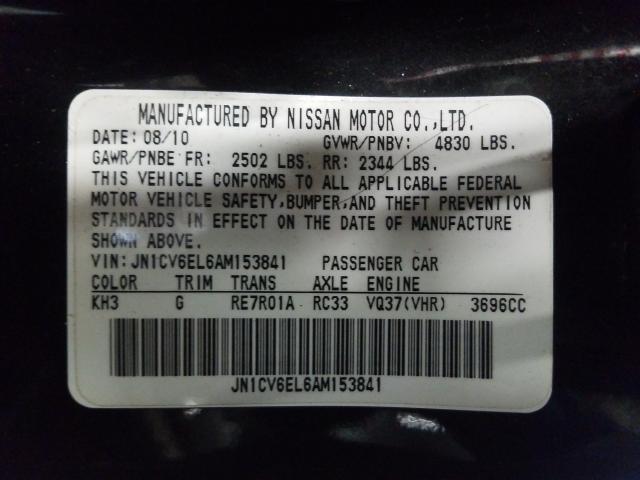 MANUFACTURED BY NISSAN MOTOR CO.,LTD.
DATE: 08/10 GVWR/PNBV: 4830 LBS.
GAWR/PNBE FR: 2502 LBS. RR: 2344 LBS.
THIS VEHICLE CONFORMS TO ALL APPLICABLE FEDERAL
MOTOR VEHICLE SAFETY,BUMPER,AND THEFT PREVENTION
STANDARDS IN EFFECT ON THE DATE OF MANUFACTURE
SHOWN ABOVE.
VIN: JN1CV6EL6AM153841 PASSENGER CAR
COLOR TRIM TRANS AXLE ENGINE
KH3 G RE7R01A RC33 VQ37(VHR) 3696CC
JN1CV6EL6AM153841